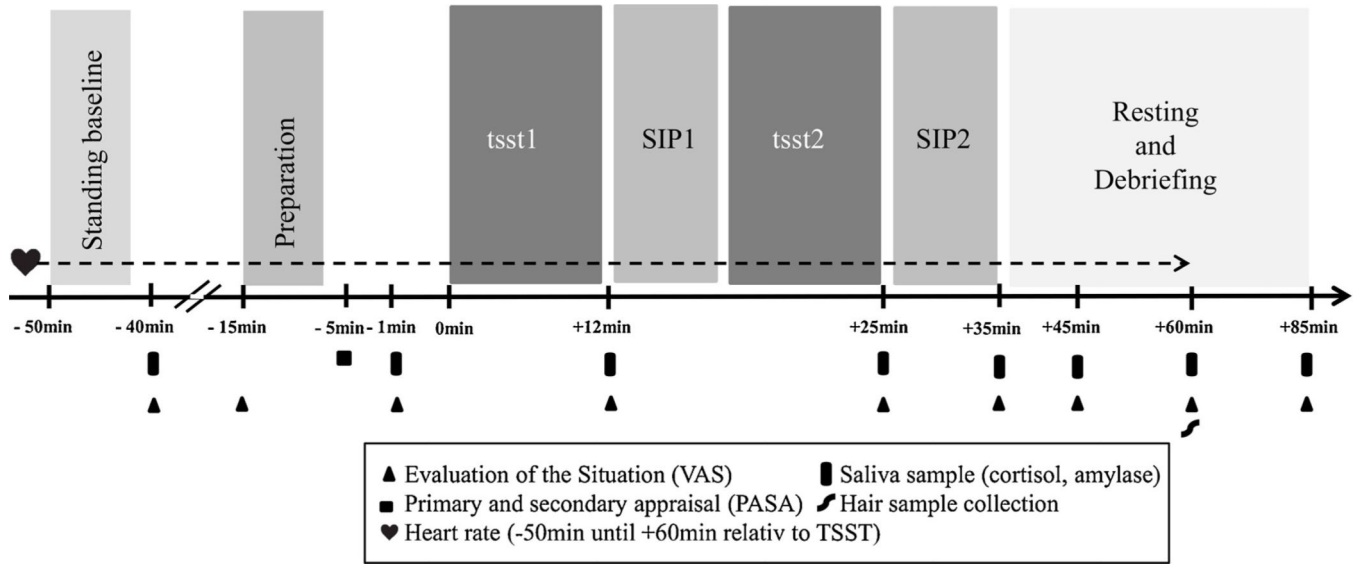 Standing baseline
Preparation
tsst1
SIP1
tsst2
SIP2
Resting
and
Debriefing
- 50min
- 40min
- 15min
- 5min
- 1min
0min
+12min
+25min
+35min
+45min
+60min
+85min
Evaluation of the Situation (VAS)
Saliva sample (cortisol, amylase)
Primary and secondary appraisal (PASA)
Hair sample collection
Heart rate (-50min until +60min relativ to TSST)